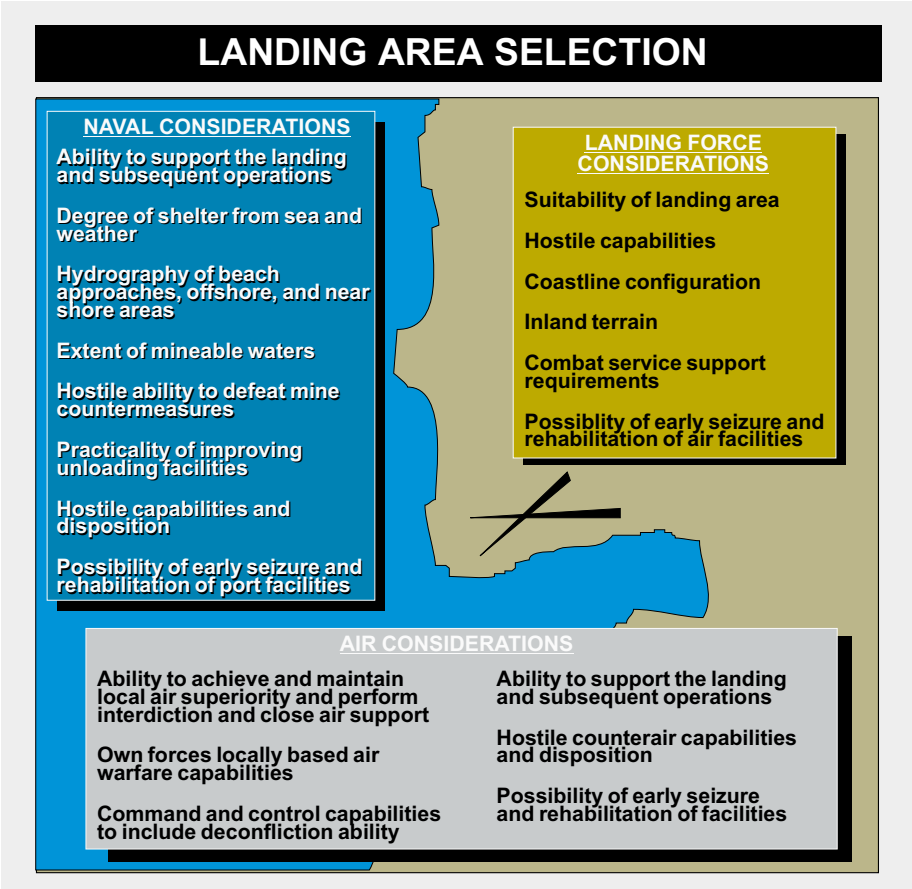 LANDING AREA SELECTION
NAVAL CONSIDERATIONS
Ability to support the landing
and subsequent operations
Degree of shelter from sea and
weather
Hydrography of beach
approaches, offshore, and near
shore areas
Extent of mineable waters
Hostile ability to defeat mine
countermeasures
Practicality of improving
unloading facilities
Hostile capabilities and
disposition
Possibility of early seizure and
rehabilitation of port facilities
LANDING FORCE
CONSIDERATIONS
Suitability of landing area
Hostile capabilities
Coastline configuration
Inland terrain
Combat service support
requirements
Possiblity of early seizure and
rehabilitation of air facilities
AIR CONSIDERATIONS
Ability to achieve and maintain
local air superiority and perform
interdiction and close air support
Own forces locally based air
warfare capabilities
Command and control capabilities
to include deconfliction ability
Ability to support the landing
and subsequent operations
Hostile counterair capabilities
and disposition
Possibility of early seizure
and rehabilitation of facilities